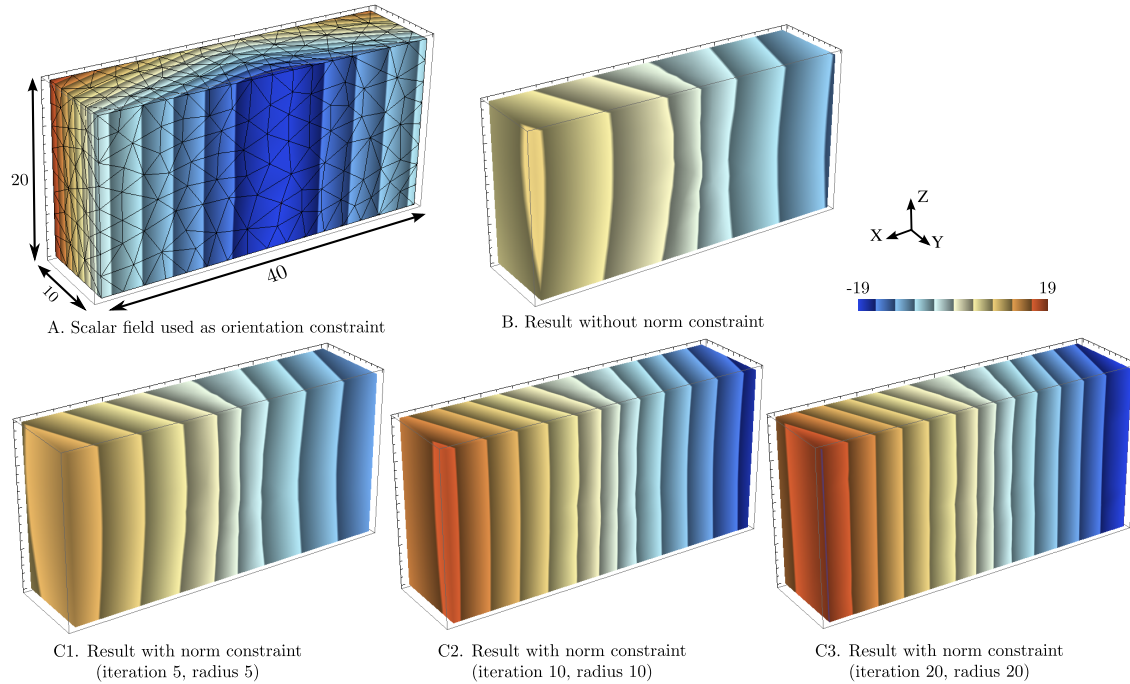 20
10
40
A. Scalar field used as orientation constraint
B. Result without norm constraint
Z
X
Y
-19
19
C1. Result with norm constraint
(iteration 5, radius 5)
C2. Result with norm constraint
(iteration 10, radius 10)
C3. Result with norm constraint
(iteration 20, radius 20)